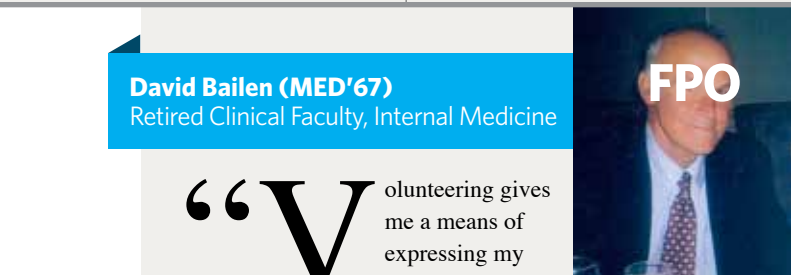 David Bailen (MED'67)
Retired Clinical Faculty, Internal Medicine
FPO
“Volunteering gives
me a means of
expressing my